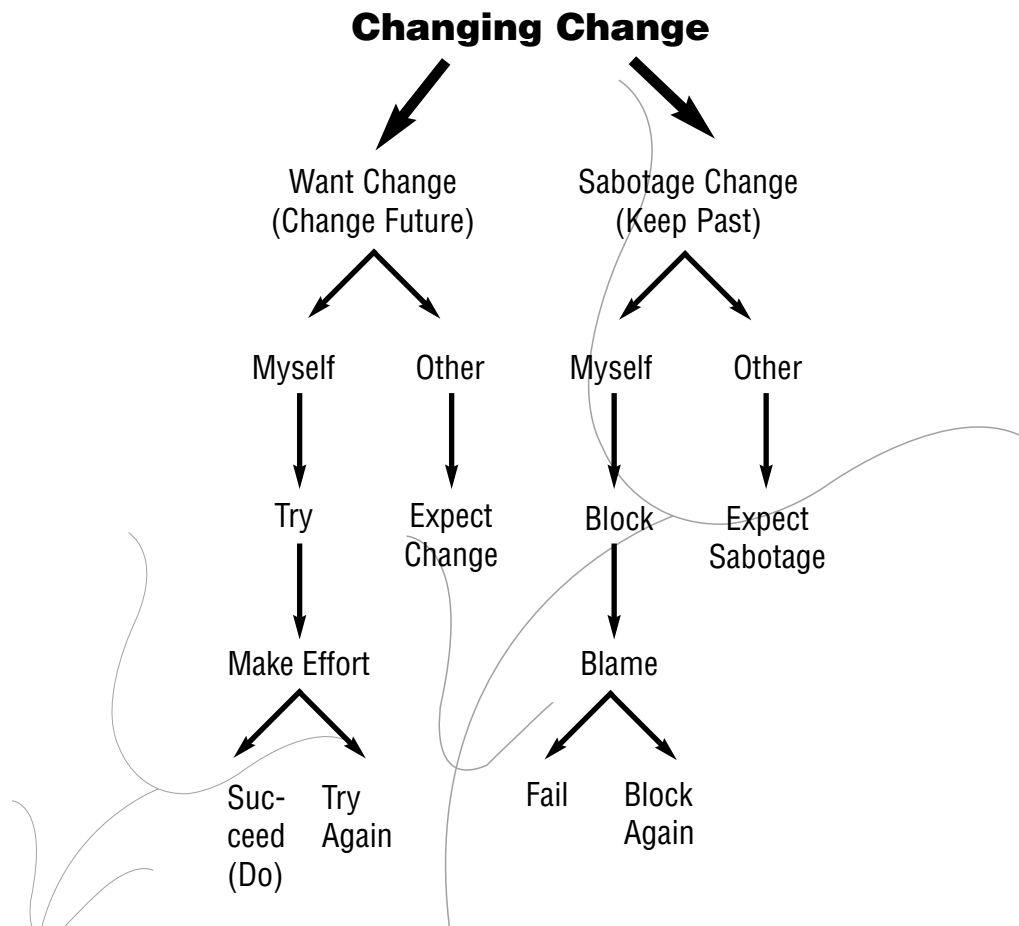 Changing Change
Want Change
(Change Future)
Sabotage Change
(Keep Past)
Myself
Other
Myself
Other
Try
Expect
Change
Block
Expect
Sabotage
Make Effort
Blame
Suc-
ceed
(Do)
Try
Again
Fail
Block
Again